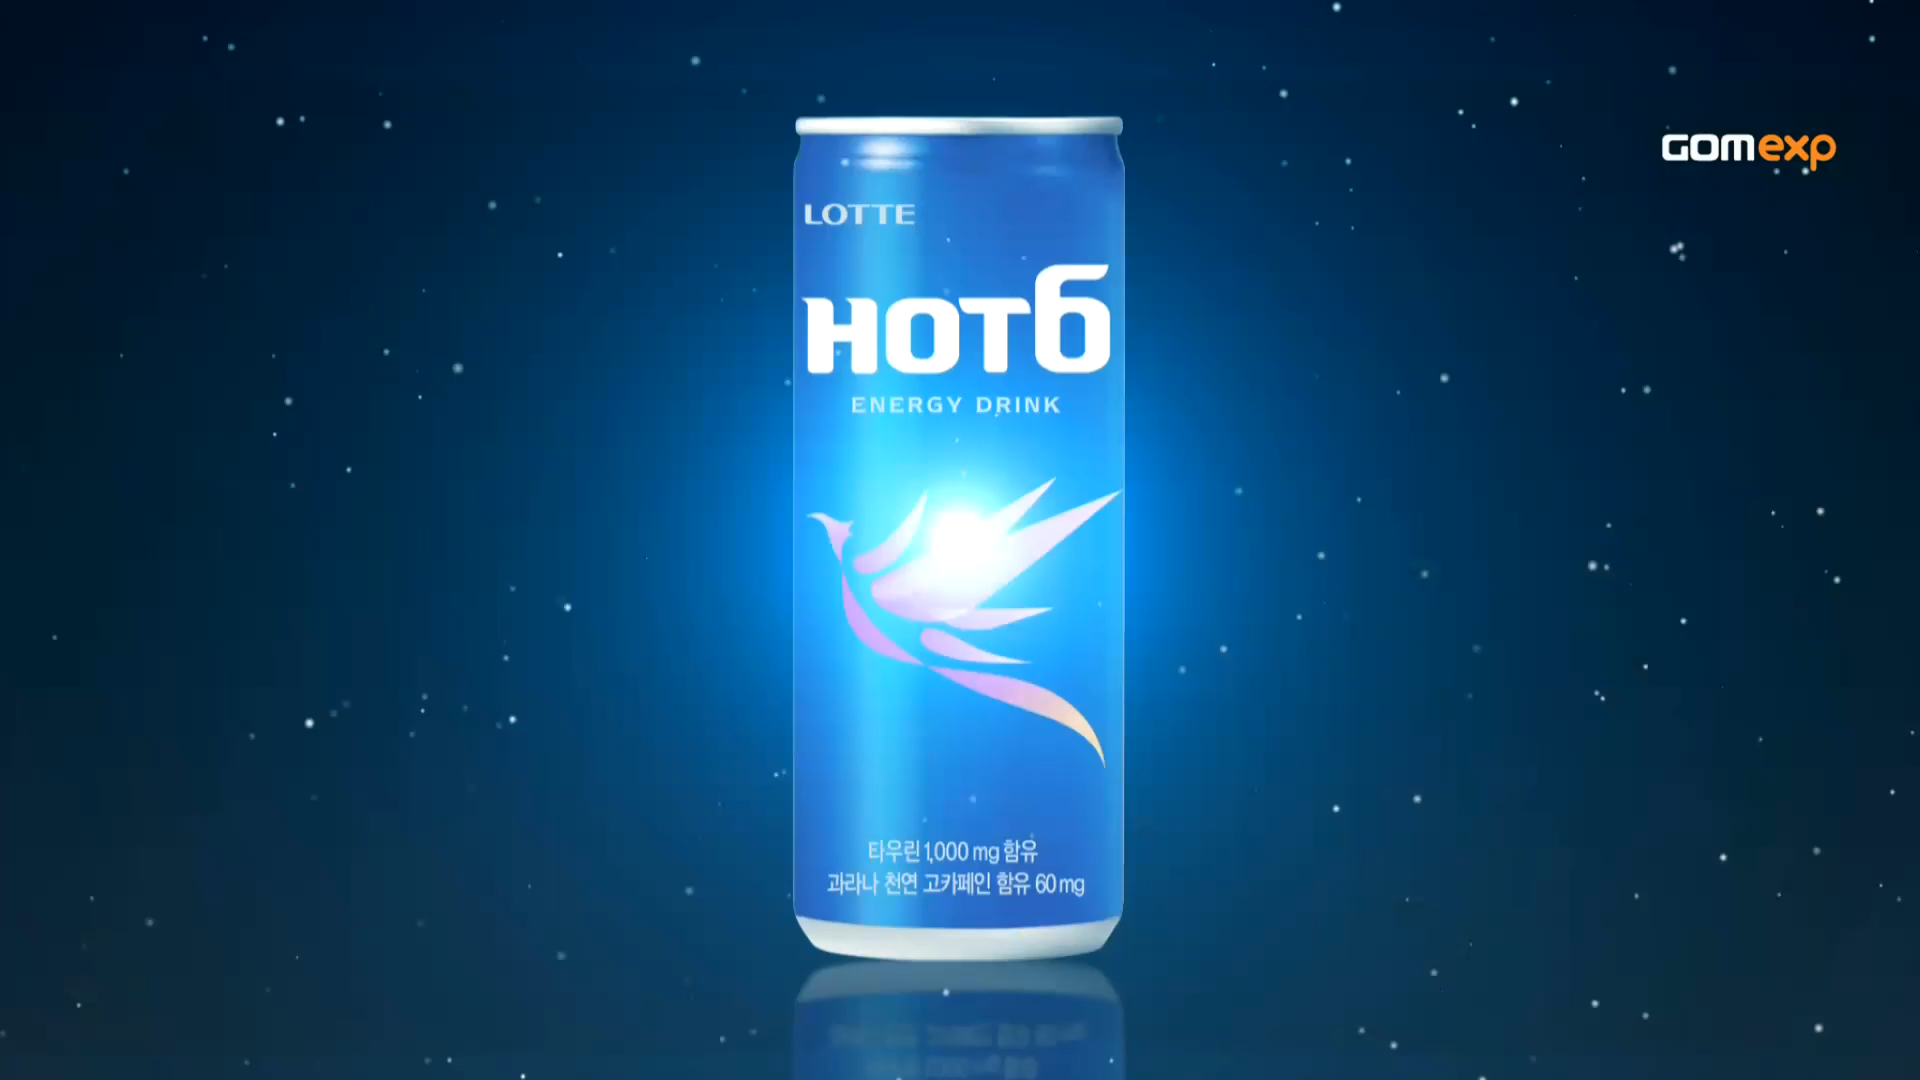 GOMexp
LOTTE
HOT6
ENERGY DRINK
타우린 1,000 mg 함유
과라나 천연 고카페인 함유 60 mg